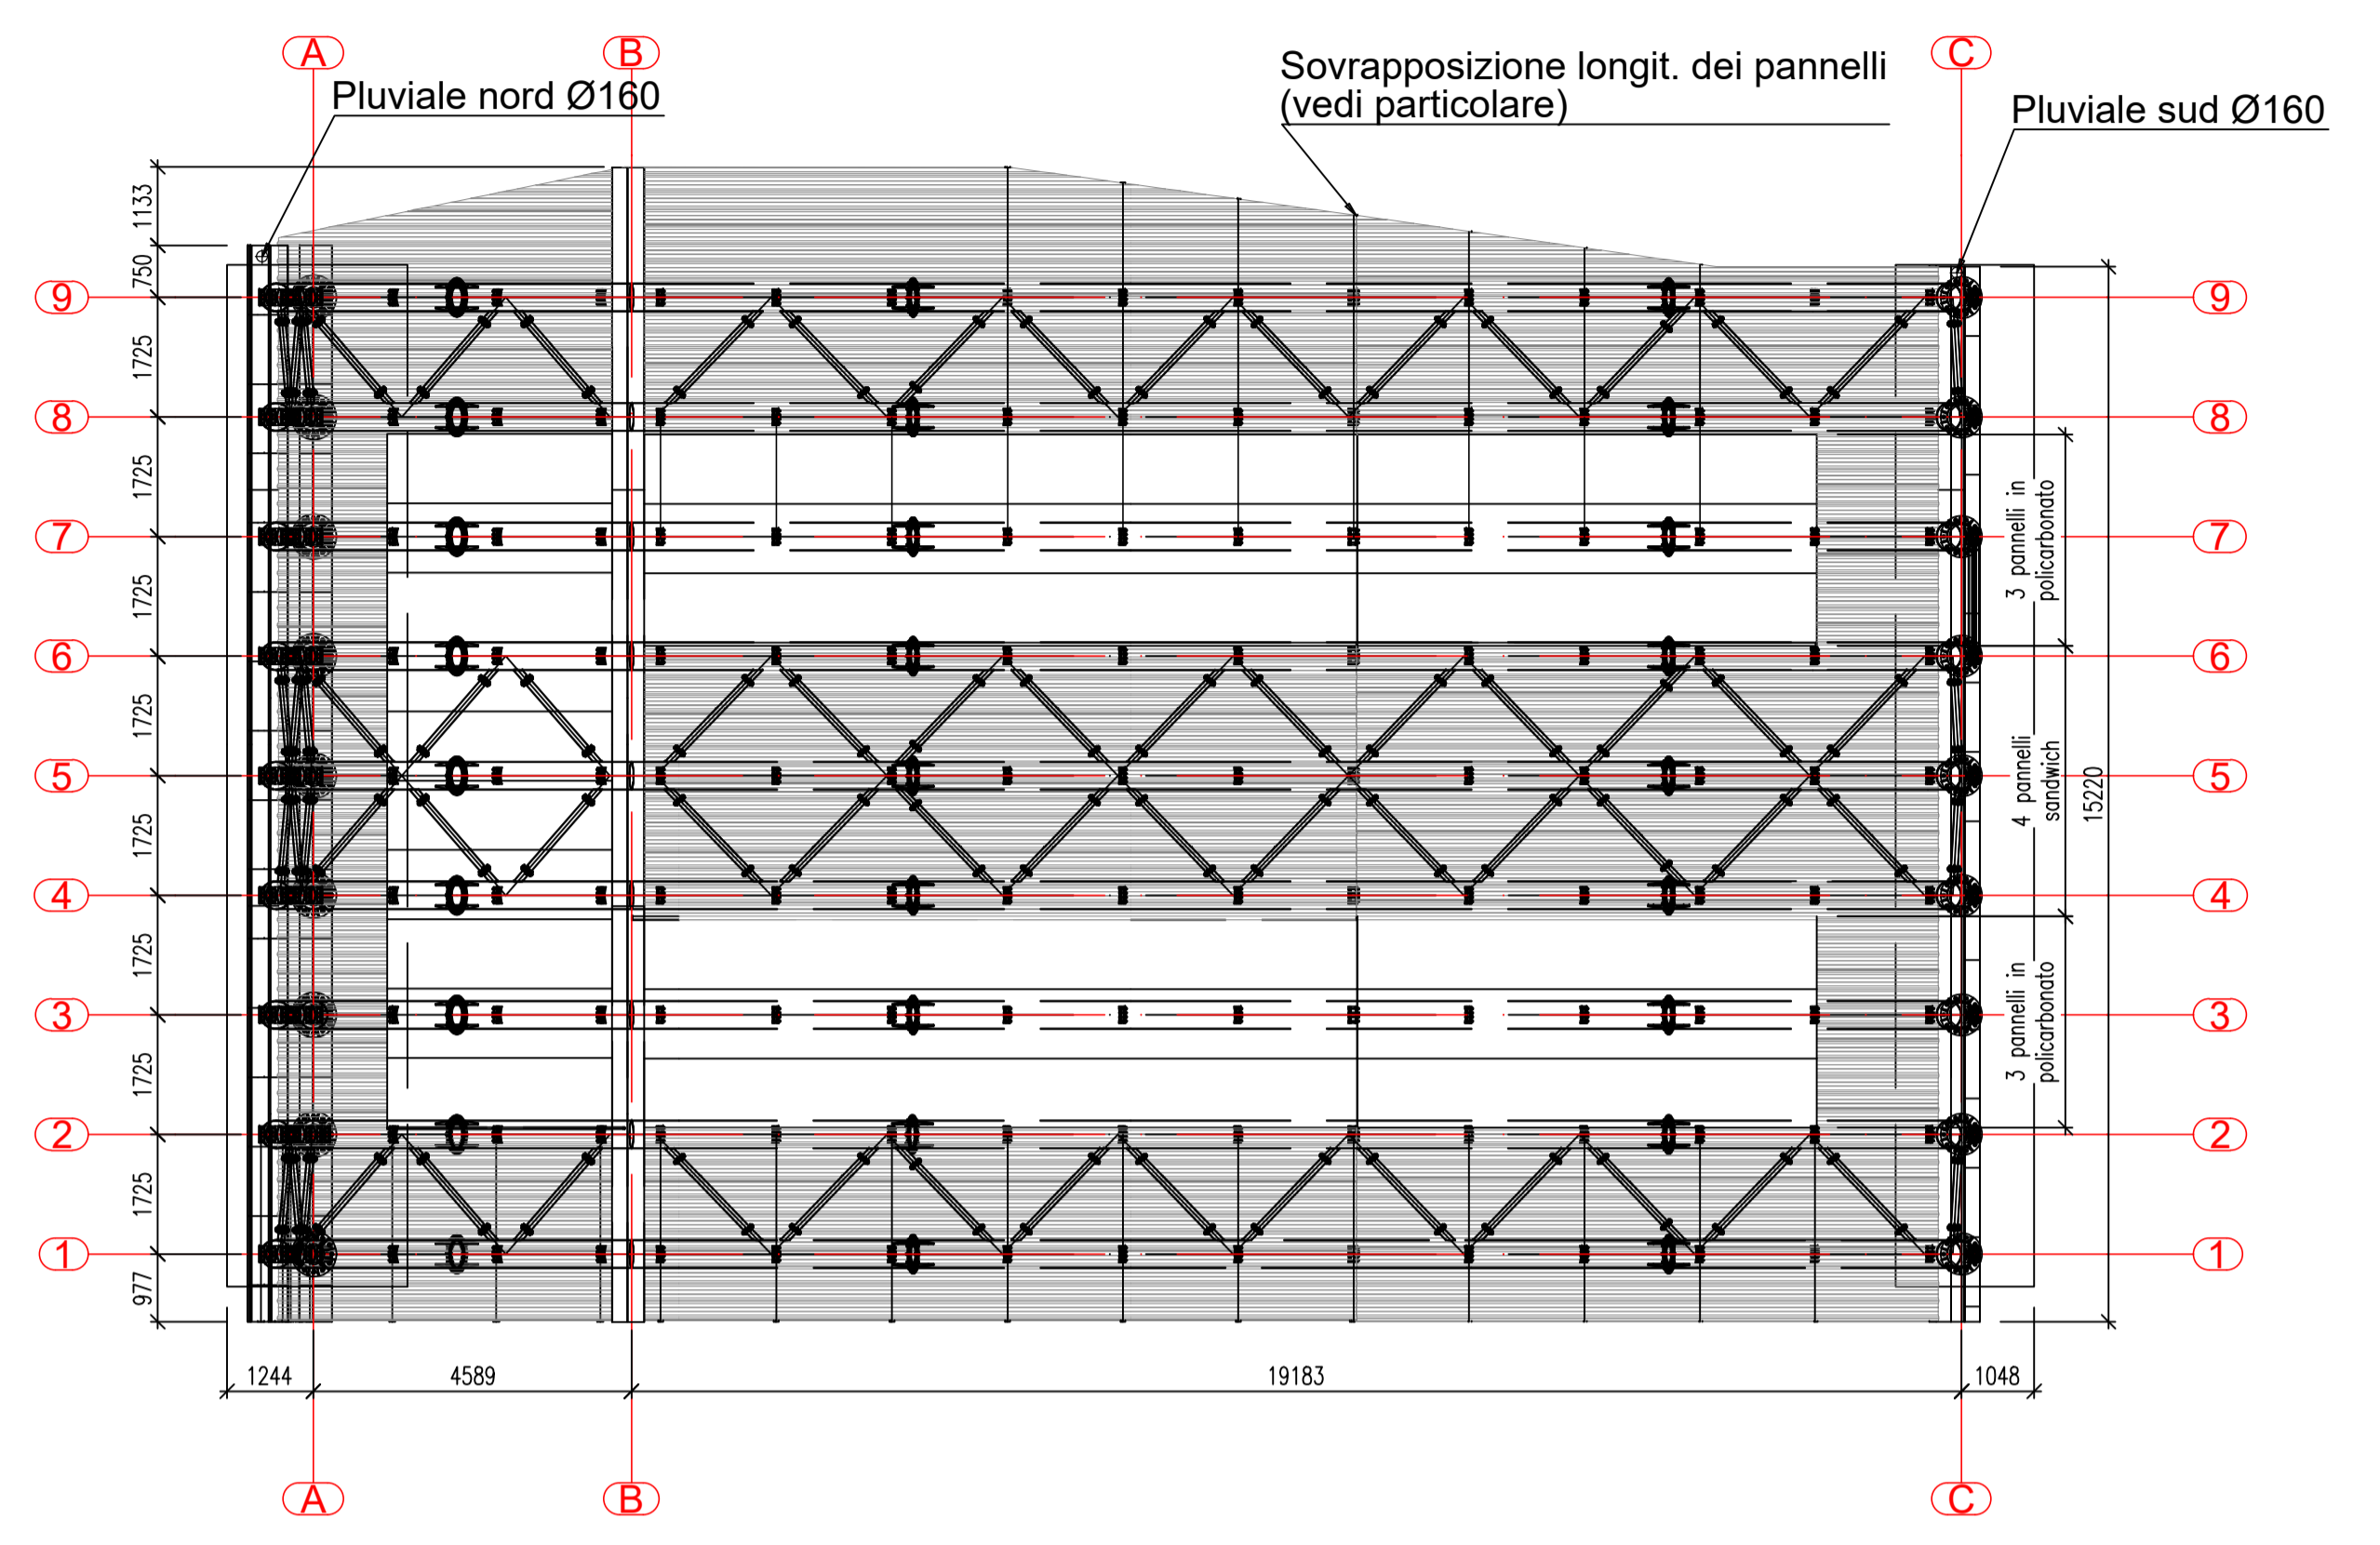 A
B
C
Sovrapposizione longit. dei pannelli
(vedi particolare)
Pluviale nord Ø160
Pluviale sud Ø160
1133
750
1725
1725
1725
1725
1725
1725
1725
1725
977
9
8
7
6
5
4
3
2
1
9
8
7
6
5
4
3
2
1
3 pannelli in
policarbonato
4 pannelli
sandwich
3 pannelli in
policarbonato
15220
1244
4589
19183
1048
A
B
C